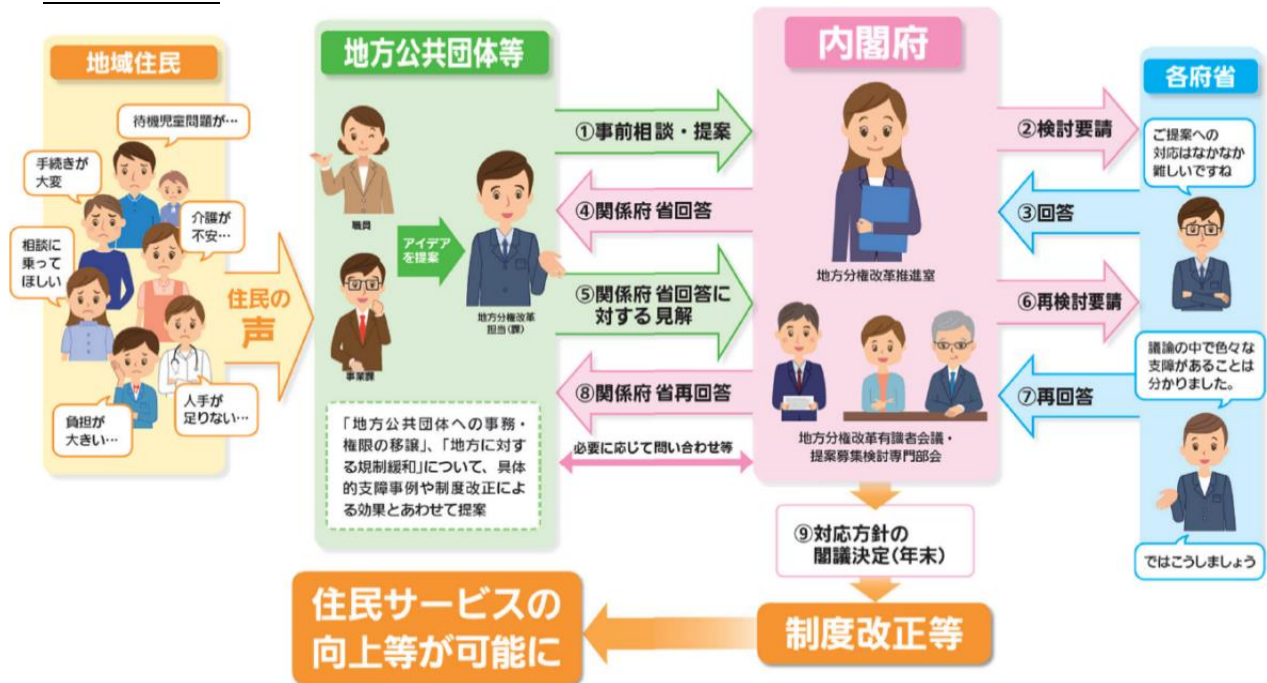 地域住民
待機児童問題が…
手続きが
大変
介護が
不安…
相談に
乗って
ほしい
人手が
足りない…
負担が
大きい…
住民の
声
地方公共団体等
職員
アイデア
を提案
事業課
地方分権改革
担当(課)
「地方公共団体への事務・
権限の移譲」、「地方に対す
る規制緩和」について、具体
的支障事例や制度改正によ
る効果とあわせて提案
①事前相談・提案
④関係府省回答
⑤関係府省回答に
対する見解
⑧関係府省再回答
必要に応じて問い合わせ等
内閣府
地方分権改革推進室
地方分権改革有識者会議・
提案募集検討専門部会
②検討要請
③回答
⑥再検討要請
⑦再回答
各府省
ご提案への
対応はなかなか
難しいですね
議論の中で色々な
支障があることは
分かりました。
ではこうしましょう
⑨対応方針の
閣議決定(年末)
制度改正等
住民サービスの
向上等が可能に